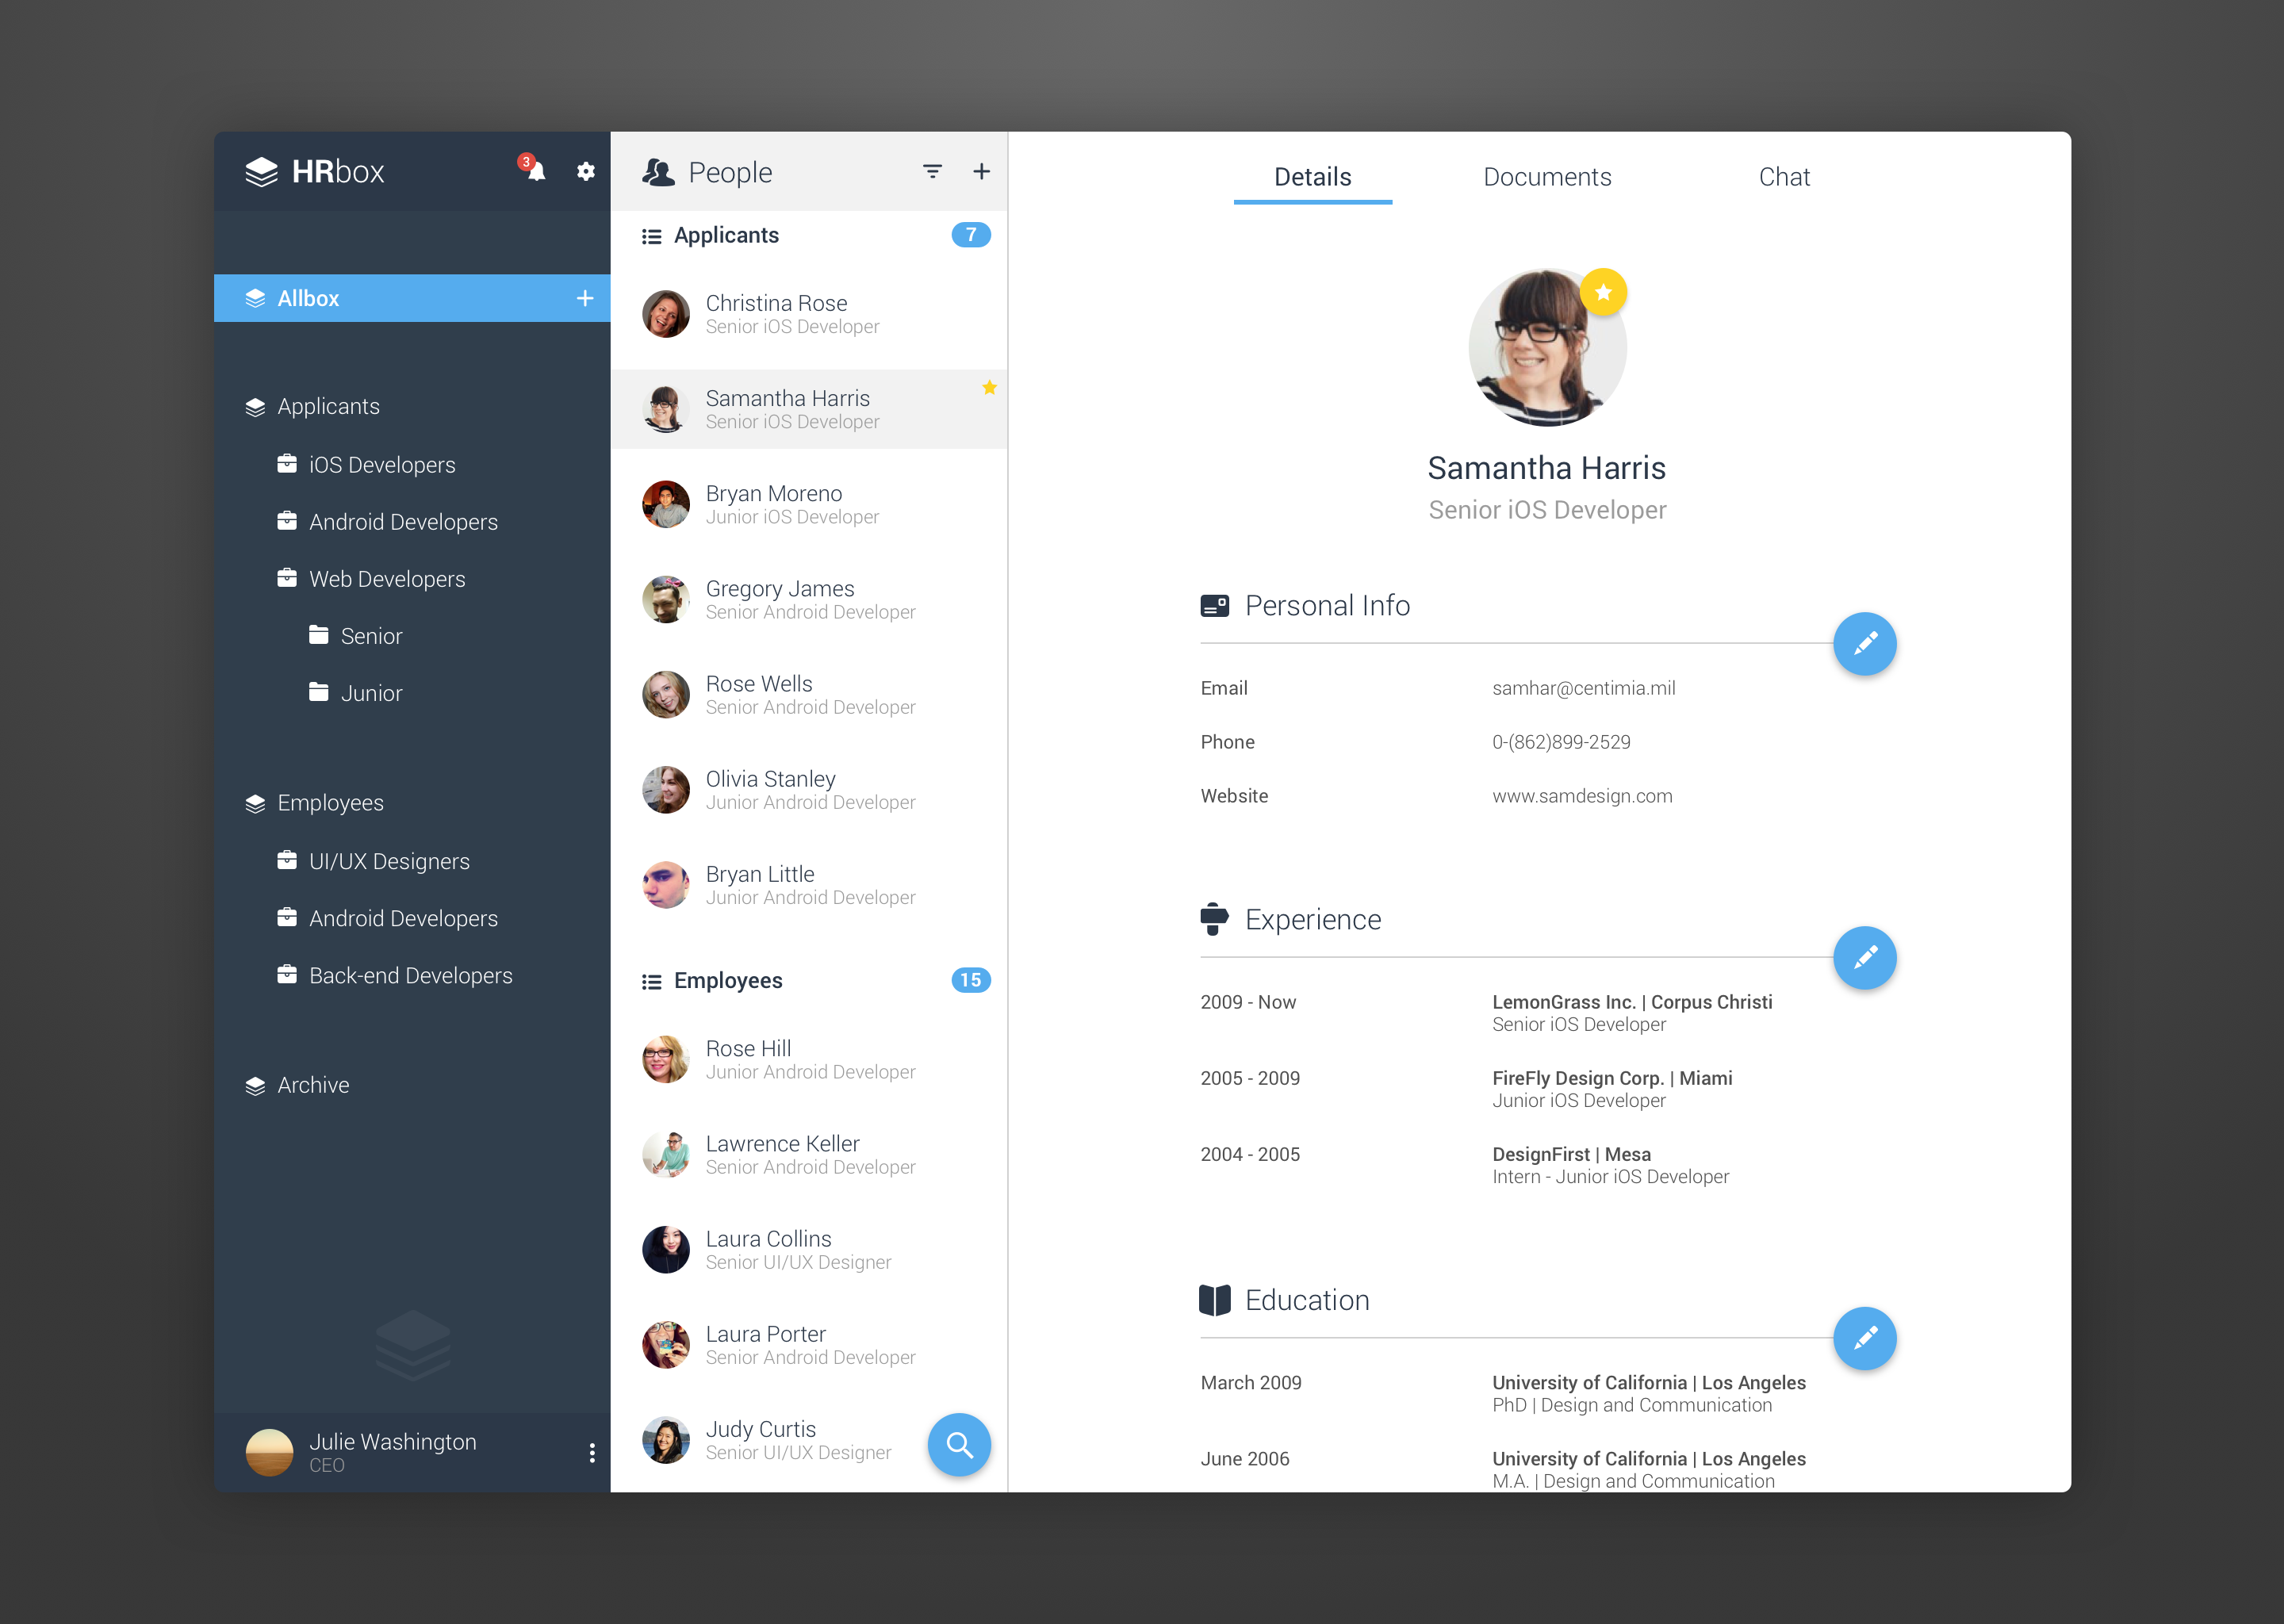 HRbox
3
Allbox
Applicants
iOS Developers
Android Developers
Web Developers
Senior
Junior
Employees
UI/UX Designers
Android Developers
Back-end Developers
Archive
Julie Washington
CEO
People
Applicants 7
Christina Rose
Senior iOS Developer
Samantha Harris
Senior iOS Developer
Bryan Moreno
Junior iOS Developer
Gregory James
Senior Android Developer
Rose Wells
Senior Android Developer
Olivia Stanley
Junior Android Developer
Bryan Little
Junior Android Developer
Employees 15
Rose Hill
Junior Android Developer
Lawrence Keller
Senior Android Developer
Laura Collins
Senior UI/UX Designer
Laura Porter
Senior Android Developer
Judy Curtis
Senior UI/UX Designer
Details Documents Chat
Samantha Harris
Senior iOS Developer
Personal Info
Email samhar@centimia.mil
Phone 0-(862)899-2529
Website www.samdesign.com
Experience
2009 - Now LemonGrass Inc. | Corpus Christi
Senior iOS Developer
2005 - 2009 FireFly Design Corp. | Miami
Junior iOS Developer
2004 - 2005 DesignFirst | Mesa
Intern - Junior iOS Developer
Education
March 2009 University of California | Los Angeles
PhD | Design and Communication
June 2006 University of California | Los Angeles
M.A. | Design and Communication